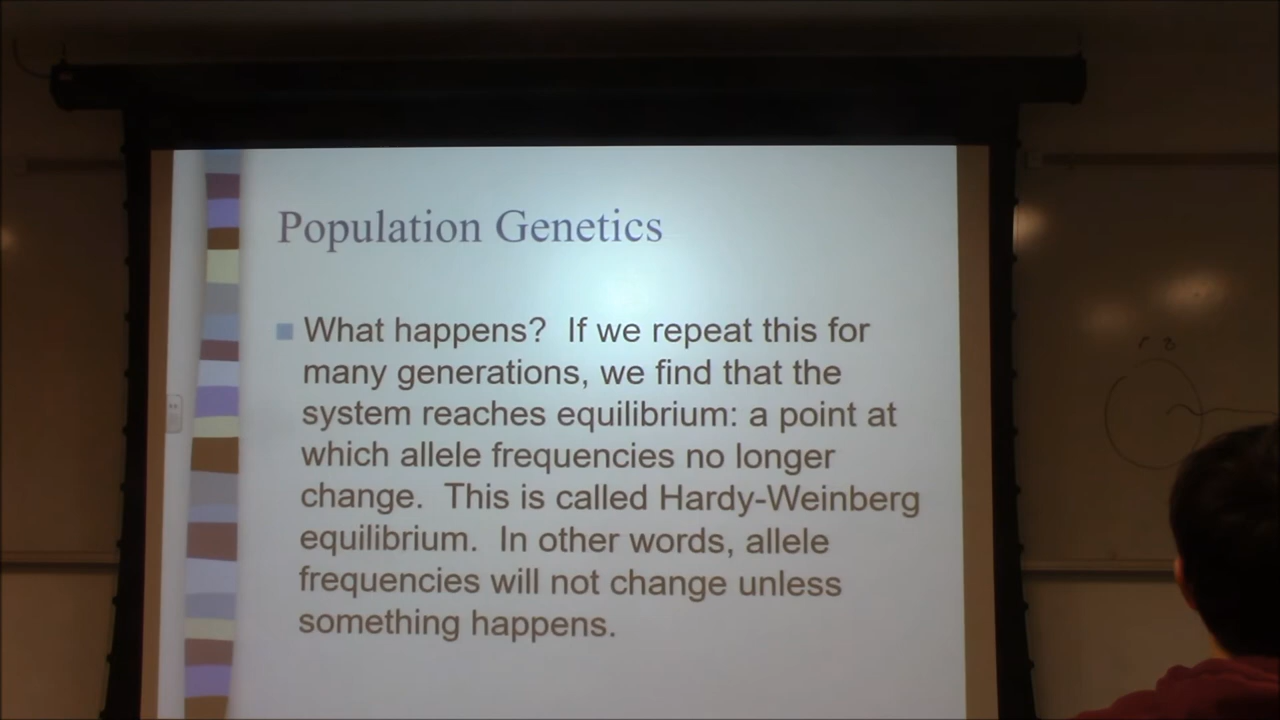 Population Genetics
What happens?  If we repeat this for
many generations, we find that the
system reaches equilibrium: a point at
which allele frequencies no longer
change.  This is called Hardy-Weinberg
equilibrium.  In other words, allele
frequencies will not change unless
something happens.